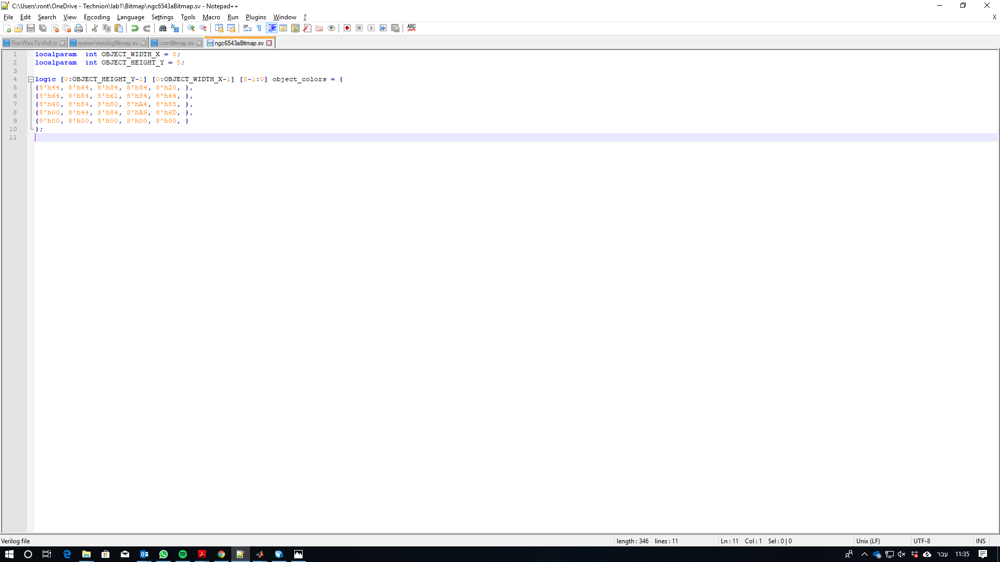 C:\Users\ront\OneDrive - Technion\lab1\Bitmap\ngc6543aBitmap.sv - Notepad++
File Edit Search View Encoding Language Settings Tools Macro Run Plugins Window ? X
ABC
RonWavToVhdl.m systemVeriologBitmap.sv cornBitmap.sv ngc6543aBitmap.sv
1 localparam  int OBJECT_WIDTH_X = 5;
2 localparam  int OBJECT_HEIGHT_Y = 5;
3
4 logic [0:OBJECT_HEIGHT_Y-1] [0:OBJECT_WIDTH_X-1] [8-1:0] object_colors = {
5 {8'h44, 8'h64, 8'h84, 8'h84, 8'h20, },
6 {8'h64, 8'h84, 8'h61, 8'h84, 8'h64, },
7 {8'h40, 8'h84, 8'h80, 8'hA4, 8'h85, },
8 {8'h00, 8'h44, 8'h84, 8'hA9, 8'h6D, },
9 {8'h00, 8'h00, 8'h00, 8'h00, 8'h00, }
10 };
11
Verilog file length : 346 lines : 11 Ln : 11 Col : 1 Sel : 0 | 0 Unix (LF) UTF-8 INS
עבר 11:35